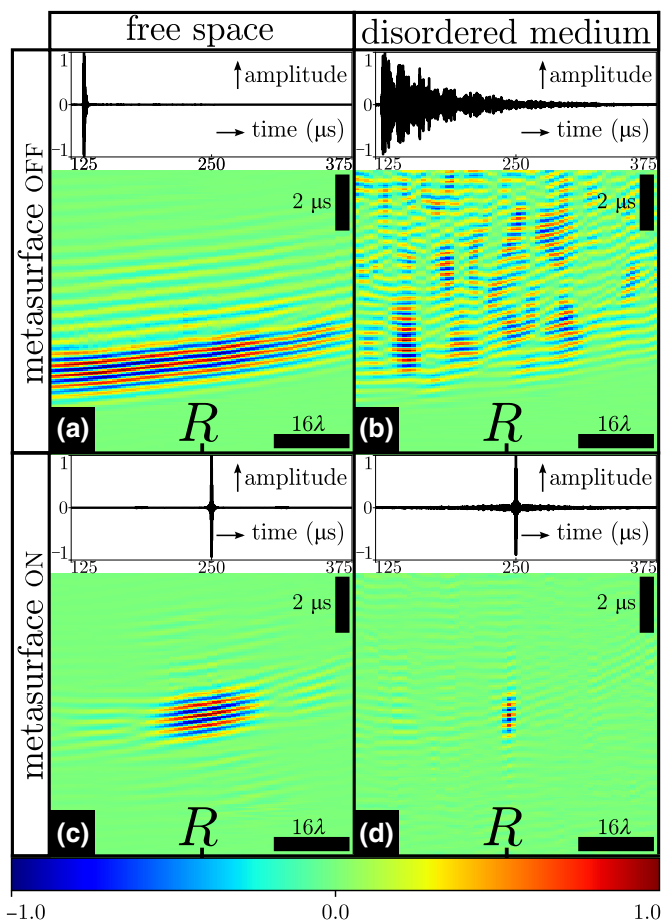 free space
disordered medium
metasurface OFF
1
0
−1
↑amplitude
→ time (μs)
125
250
375
2 μs
(a)
R
16λ
1
0
−1
↑amplitude
→ time (μs)
125
250
375
2 μs
(b)
R
16λ
metasurface ON
1
0
−1
↑amplitude
→ time (μs)
125
250
375
2 μs
(c)
R
16λ
1
0
−1
↑amplitude
→ time (μs)
125
250
375
2 μs
(d)
R
16λ
−1.0
0.0
1.0